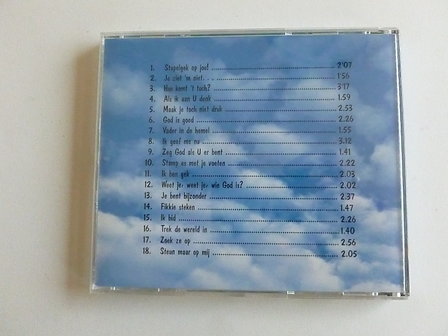 1. Stapelgek op jou! 2'07
2. Je ziet 'm niet. 1'56
3. Hoe komt 't toch? 3'17
4. Als ik aan U denk 1.59
5. Maak je toch niet druk 2.53
6. God is goed 2.26
7. Vader in de hemel 1.55
8. Ik geef me nu 3.12
9. Zeg God als U er bent 1.41
10. Stamp es met je voeten 2.22
11. Ik ben gek 2.03
12. Weet je, weet je, wie God is? 2.02
13. Je bent bijzonder 2.37
14. Fikkie steken 1.47
15. Ik bid 2.26
16. Trek de wereld in 1.40
17. Zoek ze op 2.56
18. Steun maar op mij 2.05